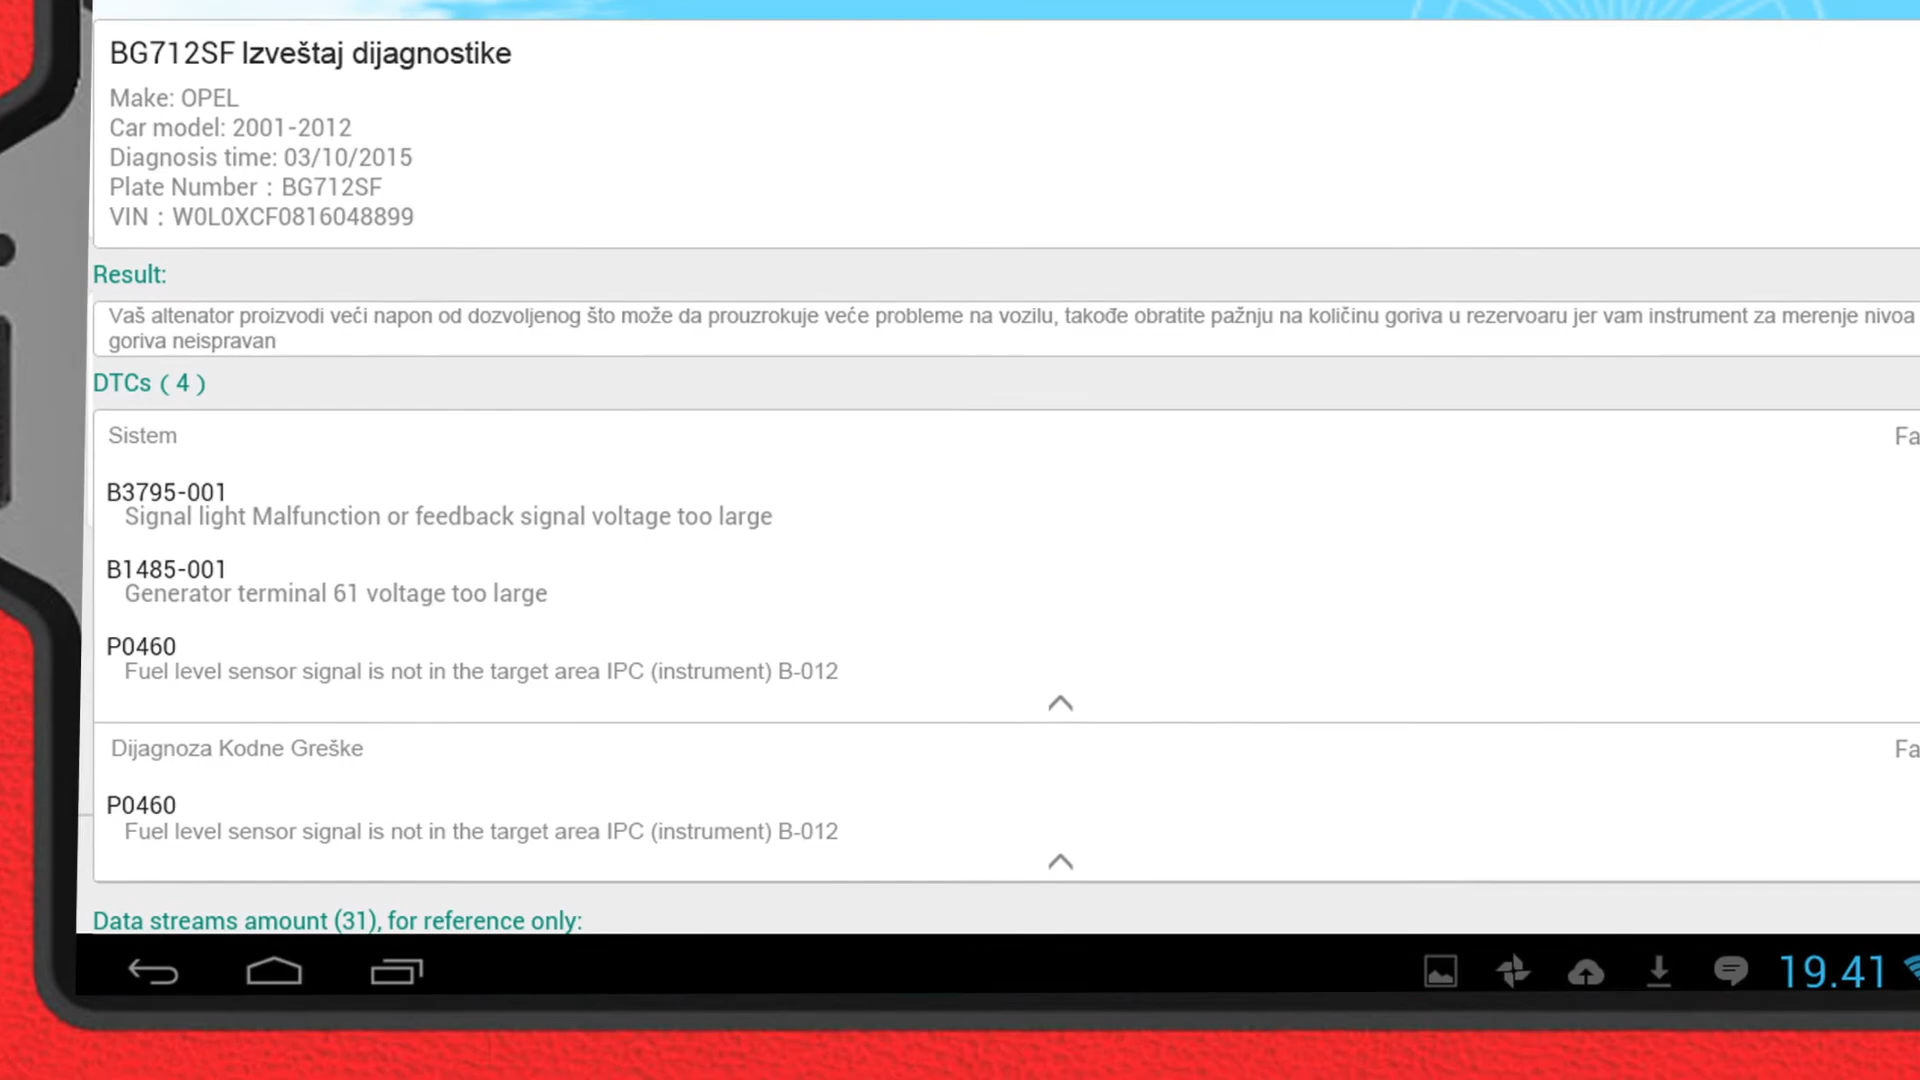 BG712SF Izveštaj dijagnostike
Make: OPEL
Car model: 2001-2012
Diagnosis time: 03/10/2015
Plate Number : BG712SF
VIN : W0L0XCF0816048899
Result:
Vaš altenator proizvodi veći napon od dozvoljenog što može da prouzrokuje veće probleme na vozilu, takođe obratite pažnju na količinu goriva u rezervoaru jer vam instrument za merenje nivoa
goriva neispravan
DTCs ( 4 )
Sistem
B3795-001
Signal light Malfunction or feedback signal voltage too large
B1485-001
Generator terminal 61 voltage too large
P0460
Fuel level sensor signal is not in the target area IPC (instrument) B-012
Dijagnoza Kodne Greške
P0460
Fuel level sensor signal is not in the target area IPC (instrument) B-012
Data streams amount (31), for reference only:
19.41